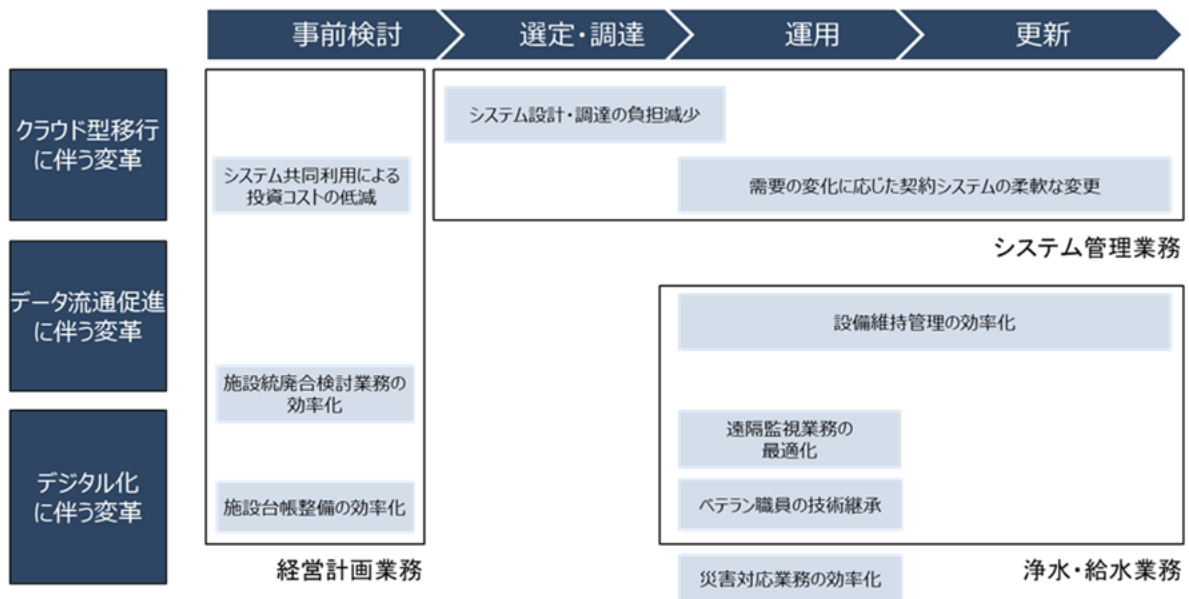 事前検討
選定・調達
運用
更新
クラウド型移行
に伴う変革
システム設計・調達の負担減少
システム共同利用による
投資コストの低減
需要の変化に応じた契約システムの柔軟な変更
システム管理業務
データ流通促進
に伴う変革
設備維持管理の効率化
施設統廃合検討業務の
効率化
デジタル化
に伴う変革
遠隔監視業務の
最適化
施設台帳整備の効率化
ベテラン職員の技術継承
経営計画業務
浄水・給水業務
災害対応業務の効率化